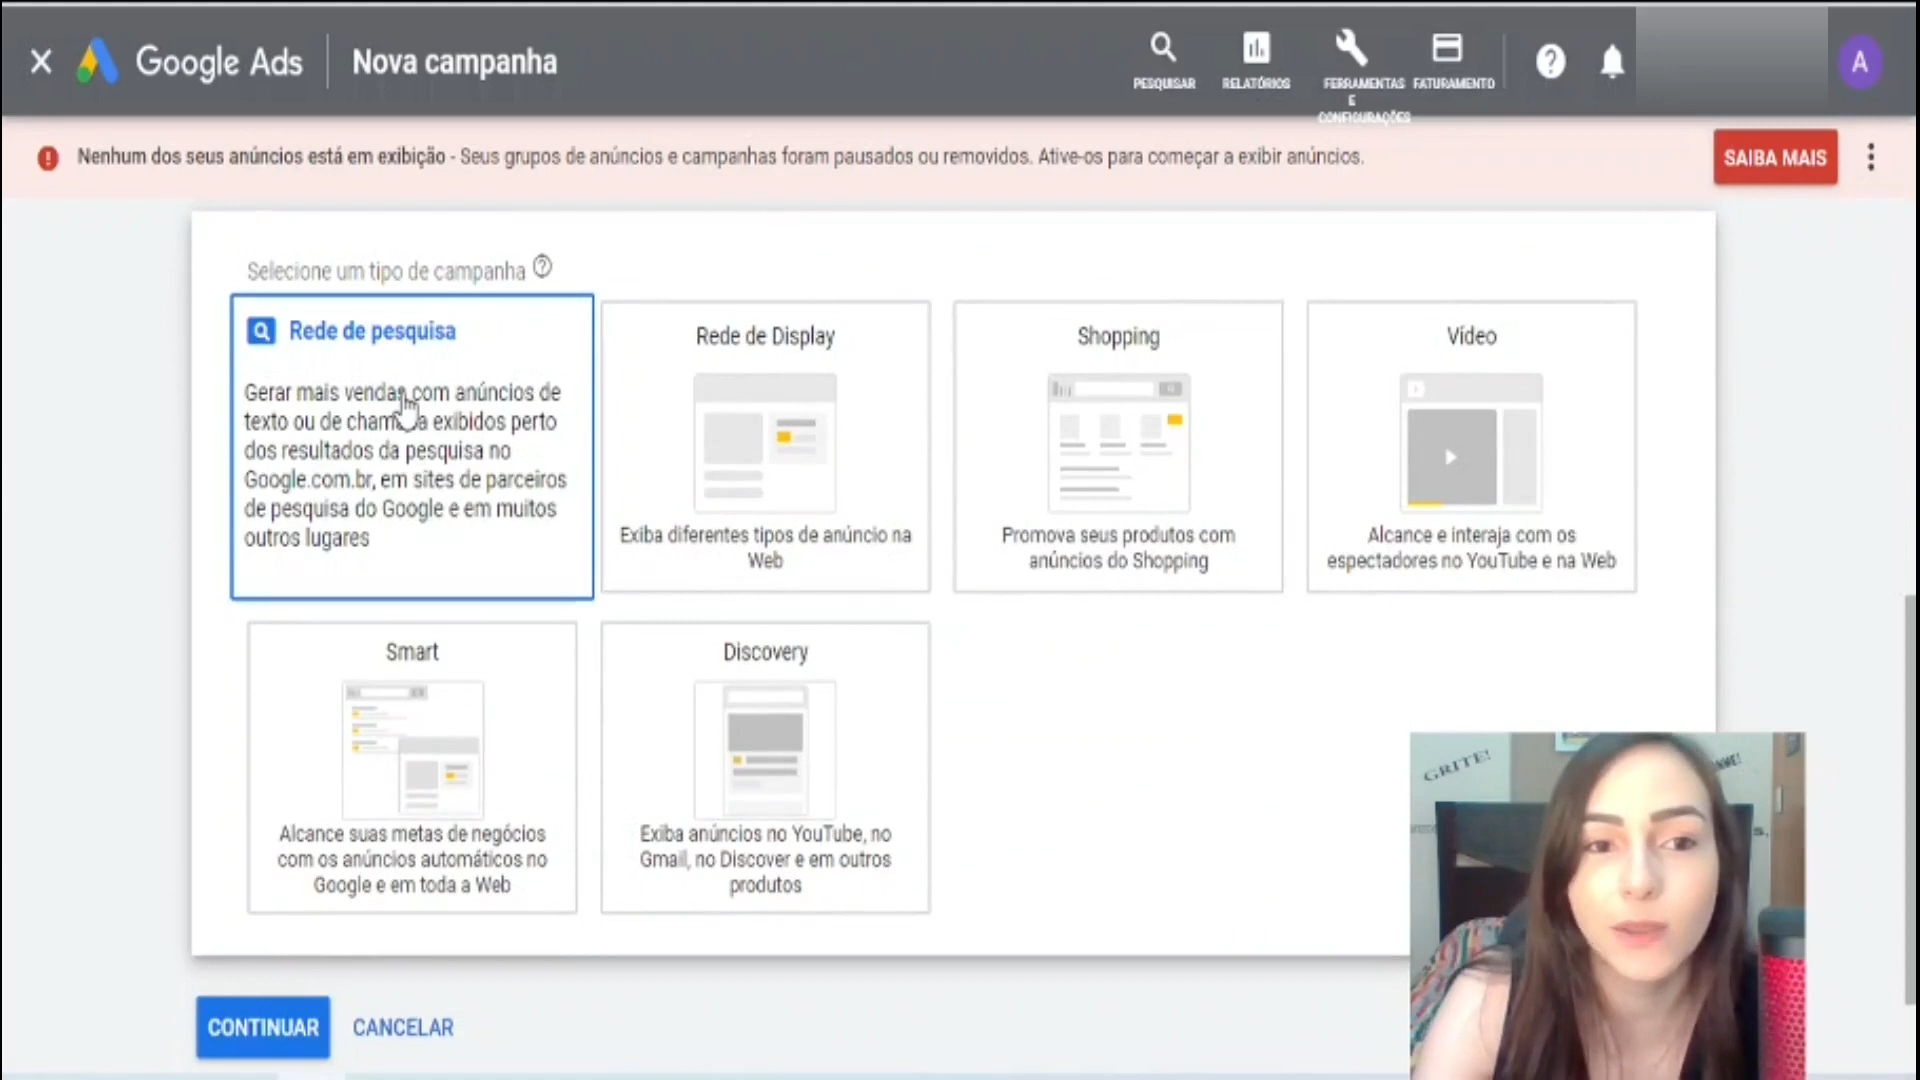 Google Ads
Nova campanha
PESQUISAR
RELATÓRIOS
FERRAMENTAS
E
CONFIGURAÇÕES
FATURAMENTO
A
Nenhum dos seus anúncios está em exibição - Seus grupos de anúncios e campanhas foram pausados ou removidos. Ative-os para começar a exibir anúncios.
SAIBA MAIS
Selecione um tipo de campanha
Rede de pesquisa
Gerar mais vendas com anúncios de
texto ou de chamada exibidos perto
dos resultados da pesquisa no
Google.com.br, em sites de parceiros
de pesquisa do Google e em muitos
outros lugares
Rede de Display
Exiba diferentes tipos de anúncio na
Web
Shopping
Promova seus produtos com
anúncios do Shopping
Vídeo
Alcance e interaja com os
espectadores no YouTube e na Web
Smart
Alcance suas metas de negócios
com os anúncios automáticos no
Google e em toda a Web
Discovery
Exiba anúncios no YouTube, no
Gmail, no Discover e em outros
produtos
GRITE!
CONTINUAR
CANCELAR